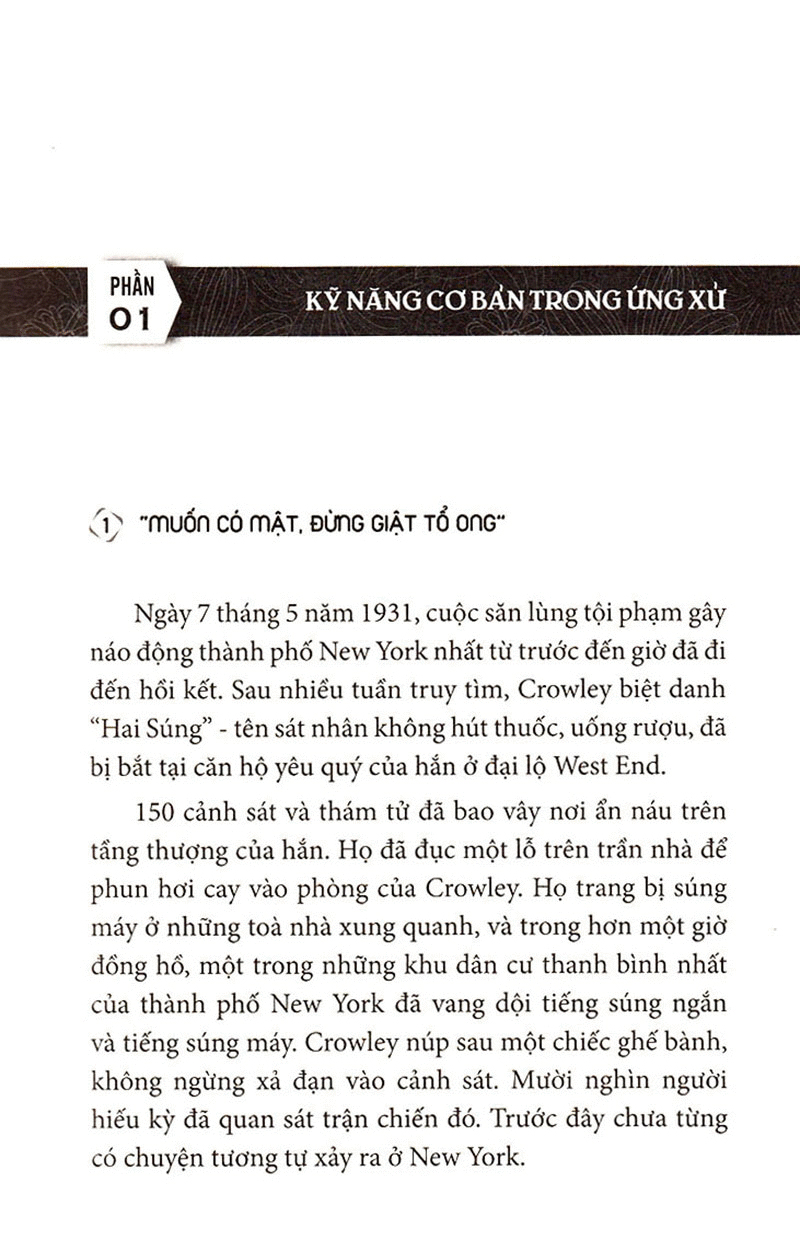 PHẦN
01
KỸ NĂNG CƠ BẢN TRONG ỨNG XỬ
1 "MUỐN CÓ MẬT, ĐỪNG GIẬT TỔ ONG"
Ngày 7 tháng 5 năm 1931, cuộc săn lùng tội phạm gây
náo động thành phố New York nhất từ trước đến giờ đã đi
đến hồi kết. Sau nhiều tuần truy tìm, Crowley biệt danh
“Hai Súng” - tên sát nhân không hút thuốc, uống rượu, đã
bị bắt tại căn hộ yêu quý của hắn ở đại lộ West End.
150 cảnh sát và thám tử đã bao vây nơi ẩn náu trên
tầng thượng của hắn. Họ đã đục một lỗ trên trần nhà để
phun hơi cay vào phòng của Crowley. Họ trang bị súng
máy ở những toà nhà xung quanh, và trong hơn một giờ
đồng hồ, một trong những khu dân cư thanh bình nhất
của thành phố New York đã vang dội tiếng súng ngắn
và tiếng súng máy. Crowley núp sau một chiếc ghế bành,
không ngừng xả đạn vào cảnh sát. Mười nghìn người
hiếu kỳ đã quan sát trận chiến đó. Trước đây chưa từng
có chuyện tương tự xảy ra ở New York.